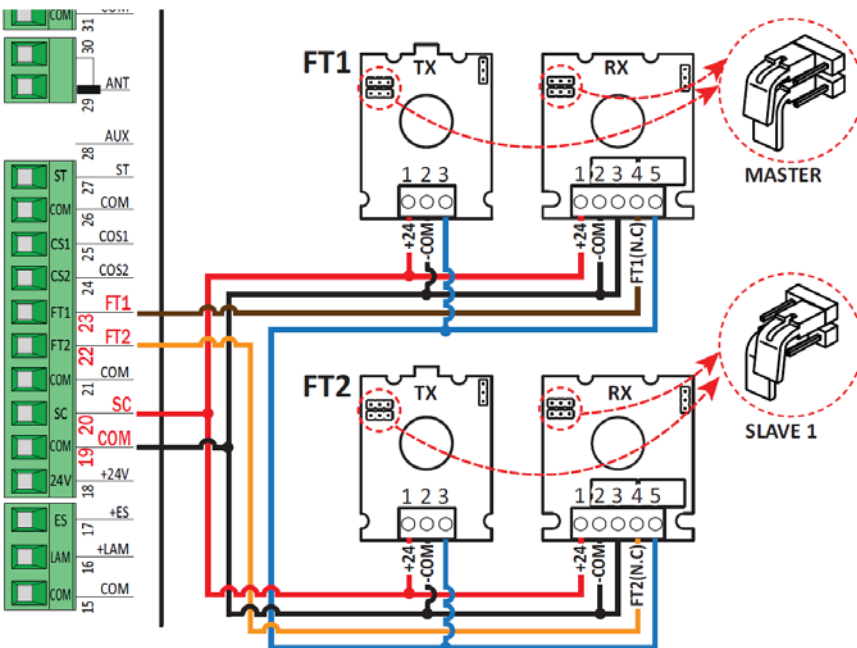 COM 31 COM
30
29 ANT
28 AUX
ST 27 ST
COM 26 COM
CS1 25 COS1
CS2 24 COS2
FT1 23 FT1
FT2 22 FT2
COM 21 COM
SC 20 SC
COM 19 COM
24V 18 +24V
ES 17 +ES
LAM 16 +LAM
COM 15 COM
FT1
TX
1 2 3
+24
-COM
RX
1 2 3 4 5
+24
-COM
FT1(N.C)
MASTER
FT2
TX
1 2 3
+24
-COM
RX
1 2 3 4 5
+24
-COM
FT2(N.C)
SLAVE 1